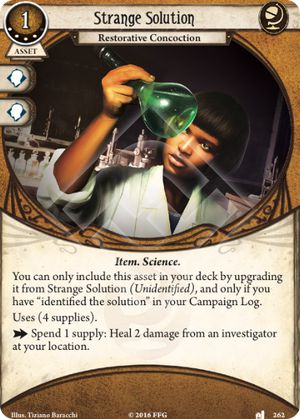 1
Strange Solution
Restorative Concoction
ASSET
Item. Science.
You can only include this asset in your deck by upgrading
it from Strange Solution (Unidentified), and only if you
have “identified the solution” in your Campaign Log.
Uses (4 supplies).
Spend 1 supply: Heal 2 damage from an investigator
at your location.
Illus. Tiziano Baracchi
© 2016 FFG
262